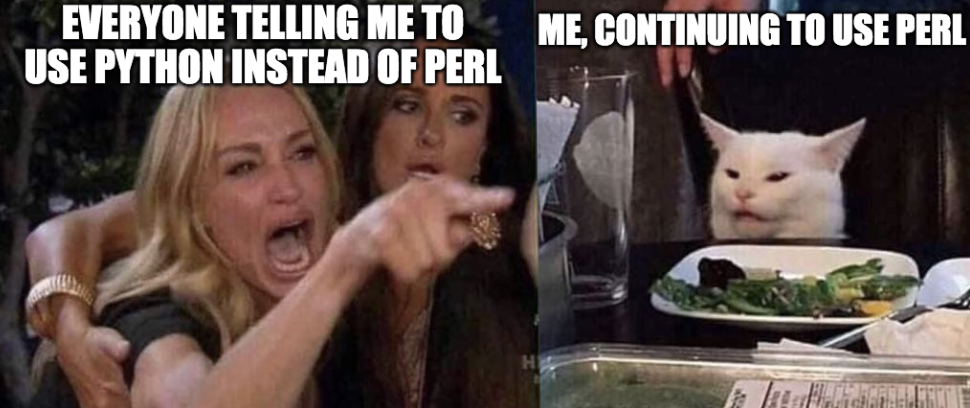 EVERYONE TELLING ME TO
USE PYTHON INSTEAD OF PERL
ME, CONTINUING TO USE PERL